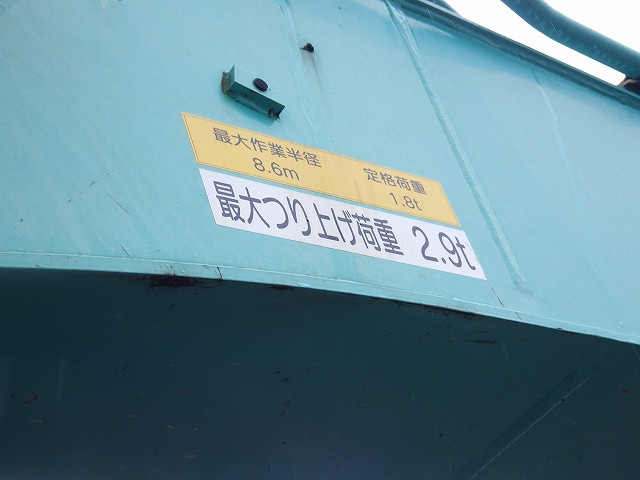 最大作業半径 定格荷重
8.6m 1.8t
最大つり上げ荷重 2.9t